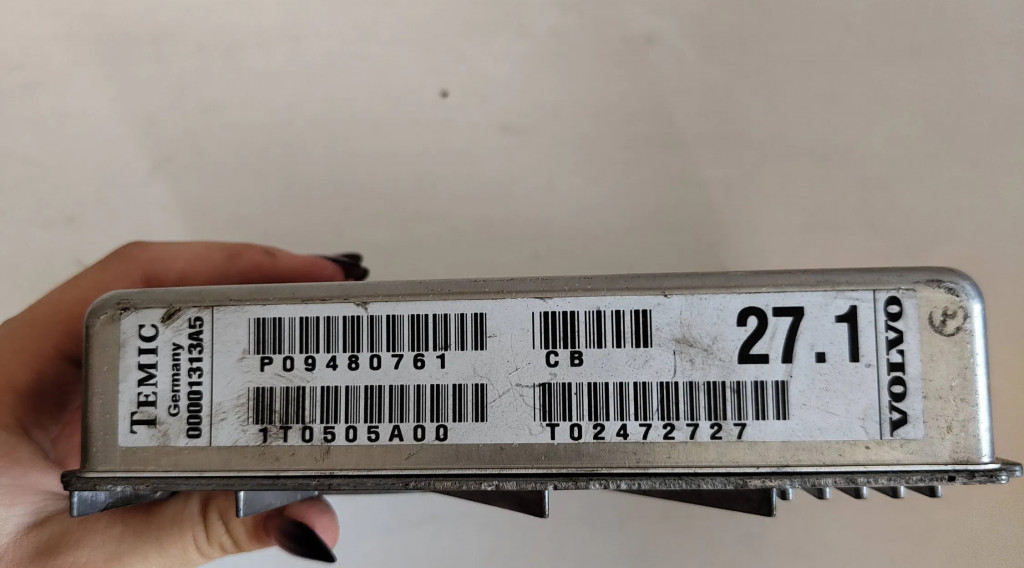 TEMIC
Germany
00001313A5
P09480761
CB
27.1
1T0505A00
T02472727
VOLVO